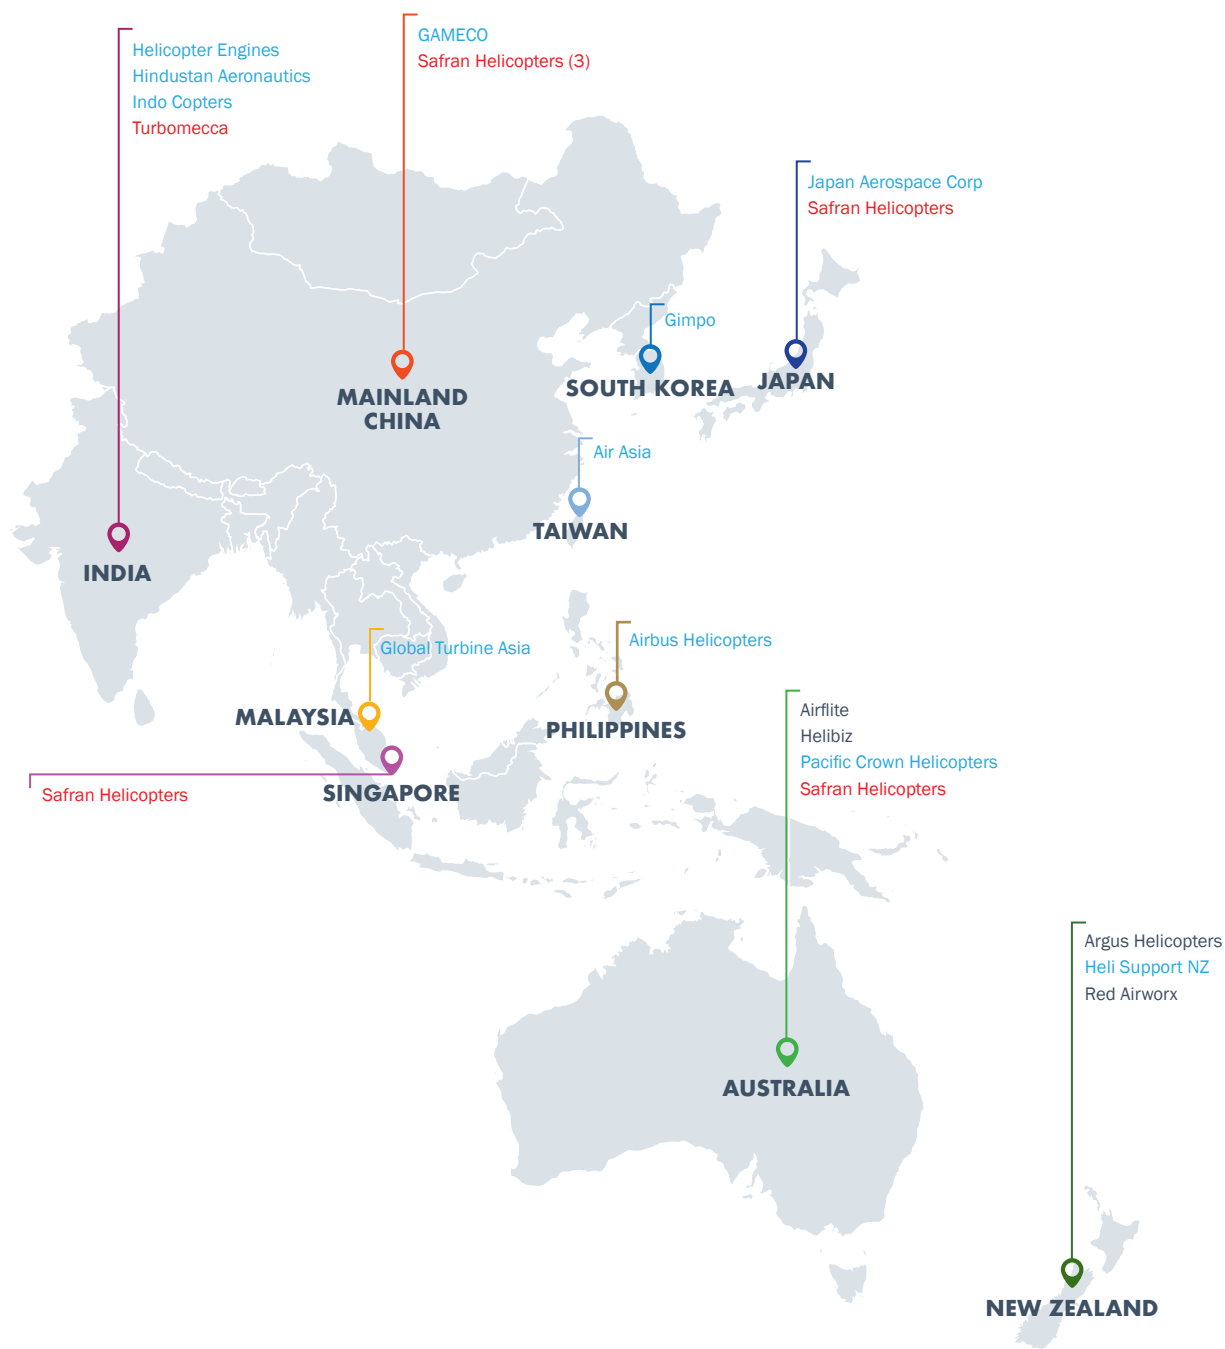 GAMECO
Safran Helicopters (3)
Helicopter Engines
Hindustan Aeronautics
Indo Copters
Turbomecca
Japan Aerospace Corp
Safran Helicopters
Gimpo
SOUTH KOREA
JAPAN
MAINLAND
CHINA
Air Asia
TAIWAN
INDIA
Global Turbine Asia
Airbus Helicopters
MALAYSIA
PHILIPPINES
Airflite
Helibiz
Pacific Crown Helicopters
Safran Helicopters
Safran Helicopters
SINGAPORE
Argus Helicopters
Heli Support NZ
Red Airworx
AUSTRALIA
NEW ZEALAND